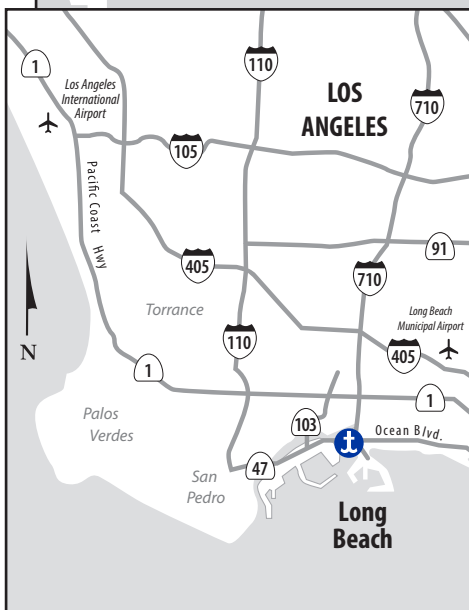 1
110
Los Angeles
International
Airport
LOS
ANGELES
710
105
Pacific Coast Hwy
91
405
710
Torrance
Long Beach
Municipal Airport
N
110
405
1
1
Palos
Verdes
103
Ocean Blvd.
San
Pedro
47
Long
Beach